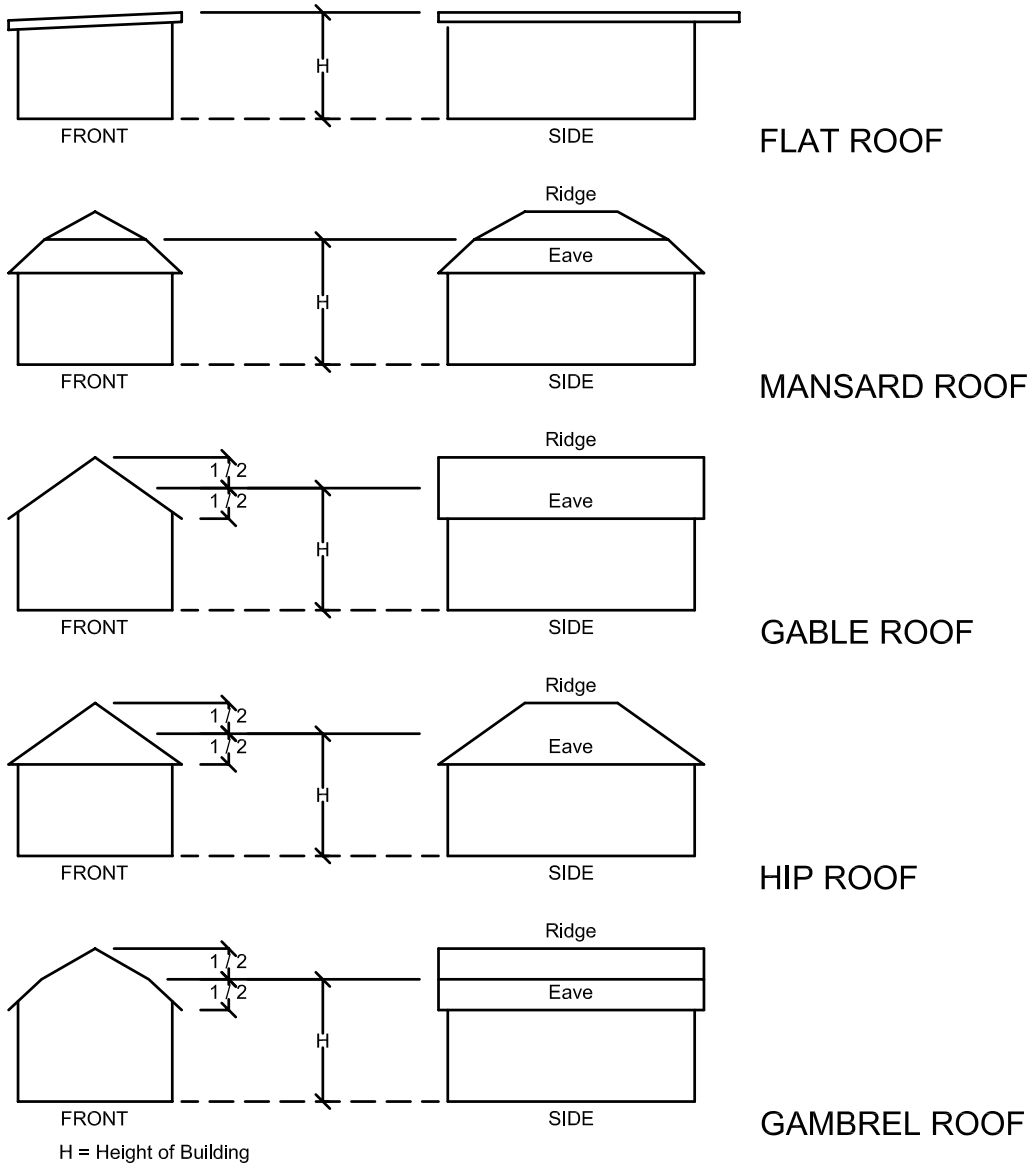 H
FRONT
SIDE
FLAT ROOF
Ridge
Eave
H
FRONT
SIDE
MANSARD ROOF
Ridge
1/2
1/2
Eave
H
FRONT
SIDE
GABLE ROOF
Ridge
1/2
1/2
Eave
H
FRONT
SIDE
HIP ROOF
Ridge
1/2
1/2
Eave
H
FRONT
SIDE
GAMBREL ROOF
H = Height of Building